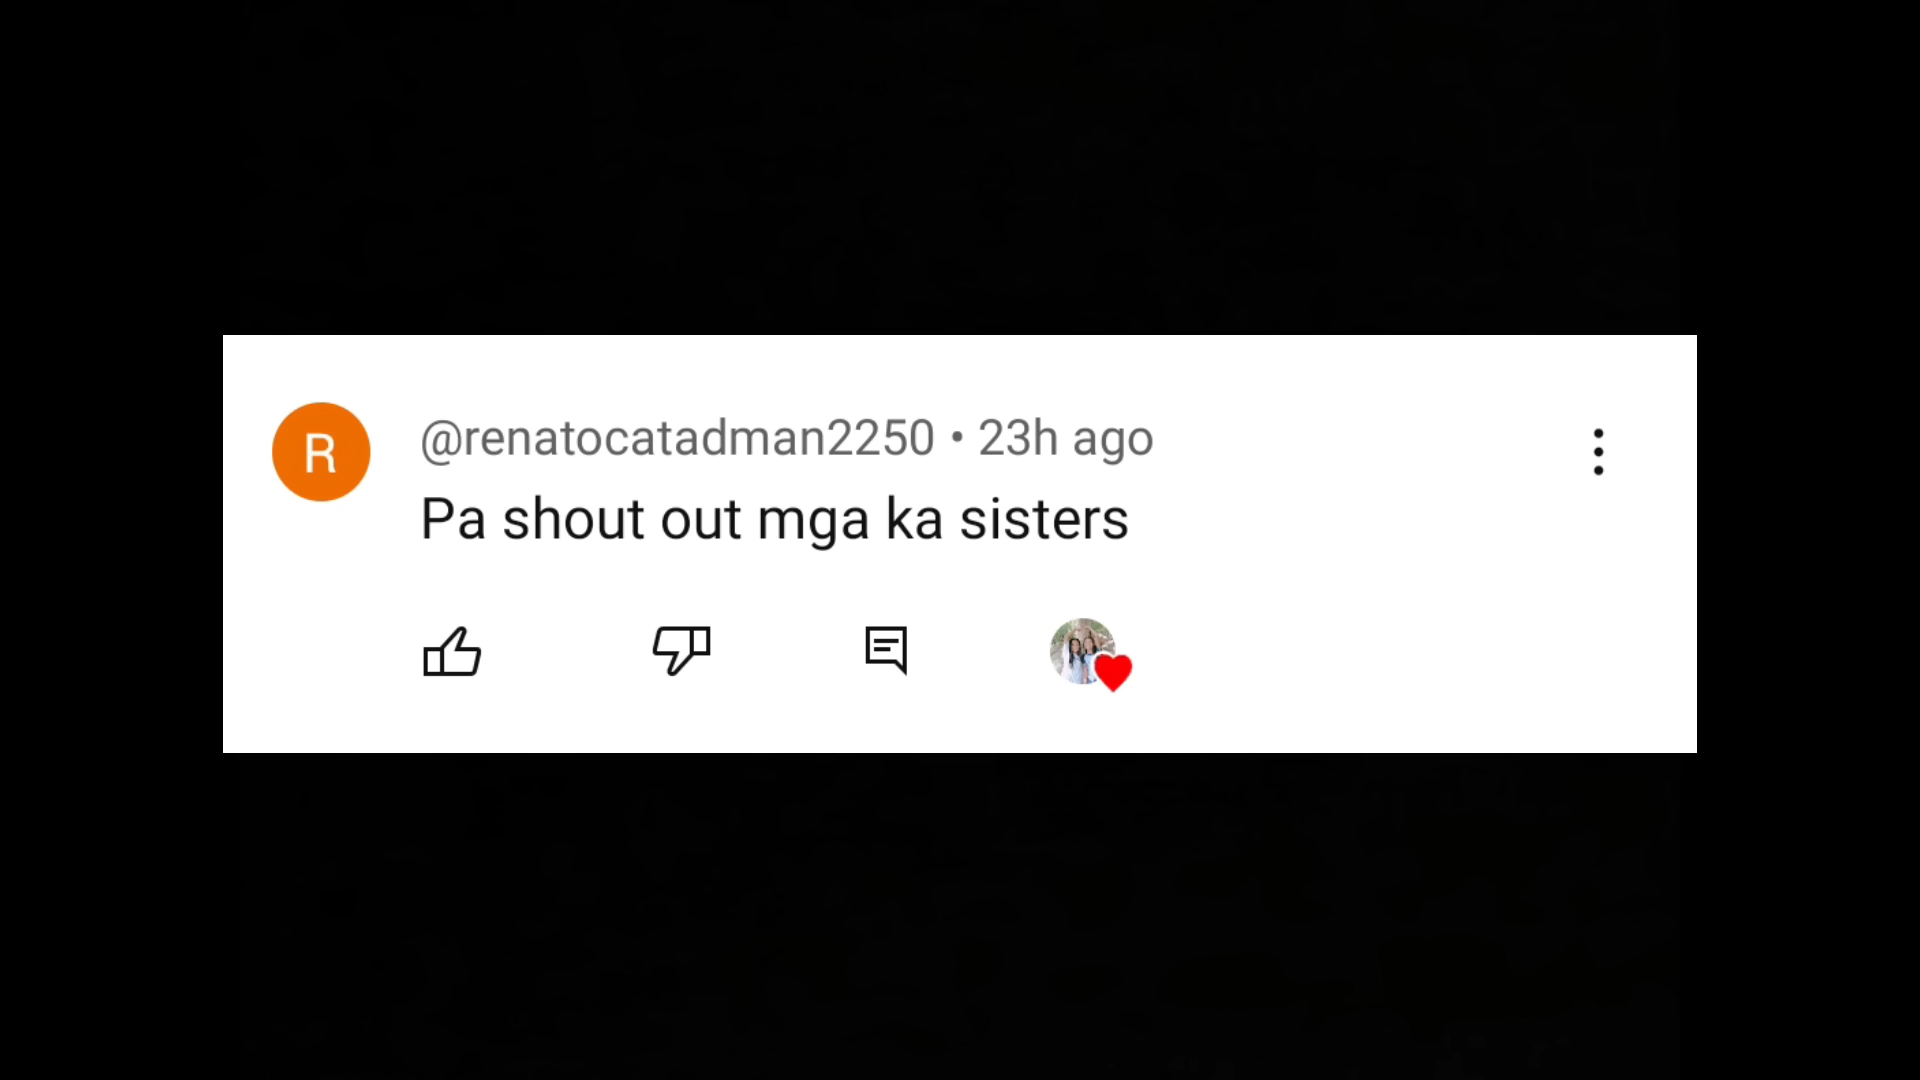 R
@renatocatadman2250 • 23h ago
Pa shout out mga ka sisters